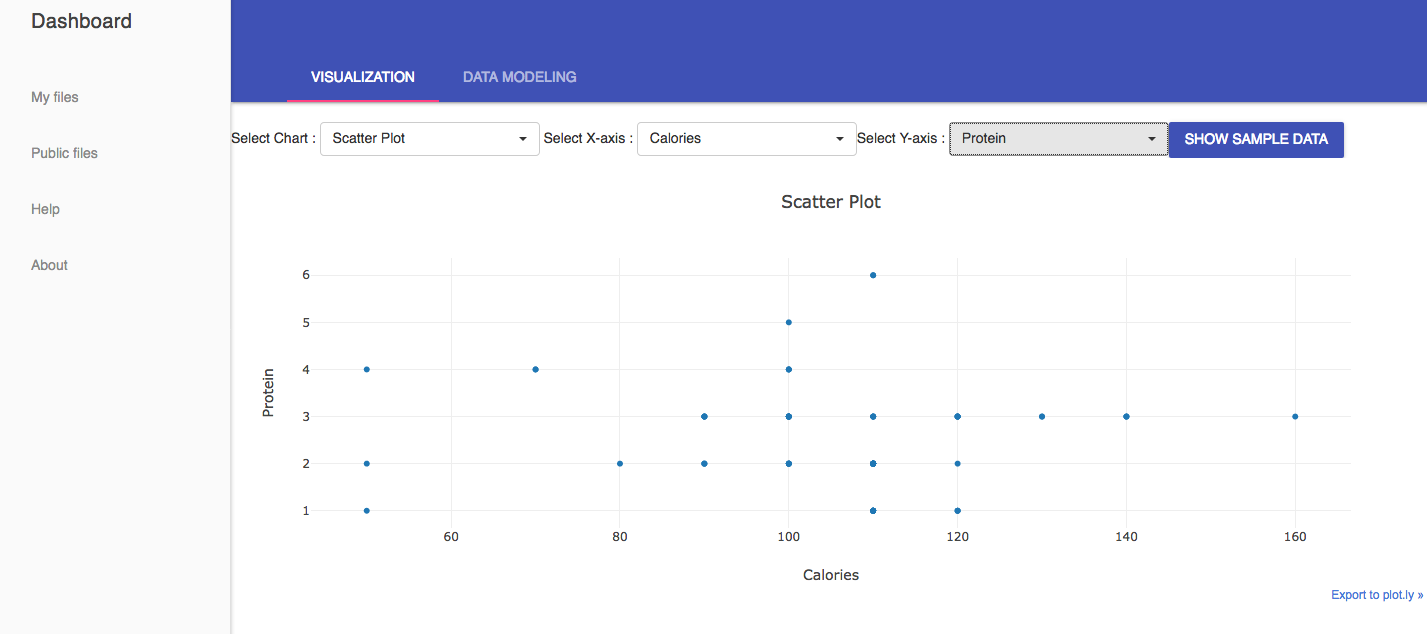 Dashboard
My files
Public files
Help
About
VISUALIZATION DATA MODELING
Select Chart : Scatter Plot Select X-axis : Calories Select Y-axis : Protein SHOW SAMPLE DATA
Scatter Plot
Protein
6
5
4
3
2
1
60 80 100 120 140 160
Calories
Export to plot.ly »